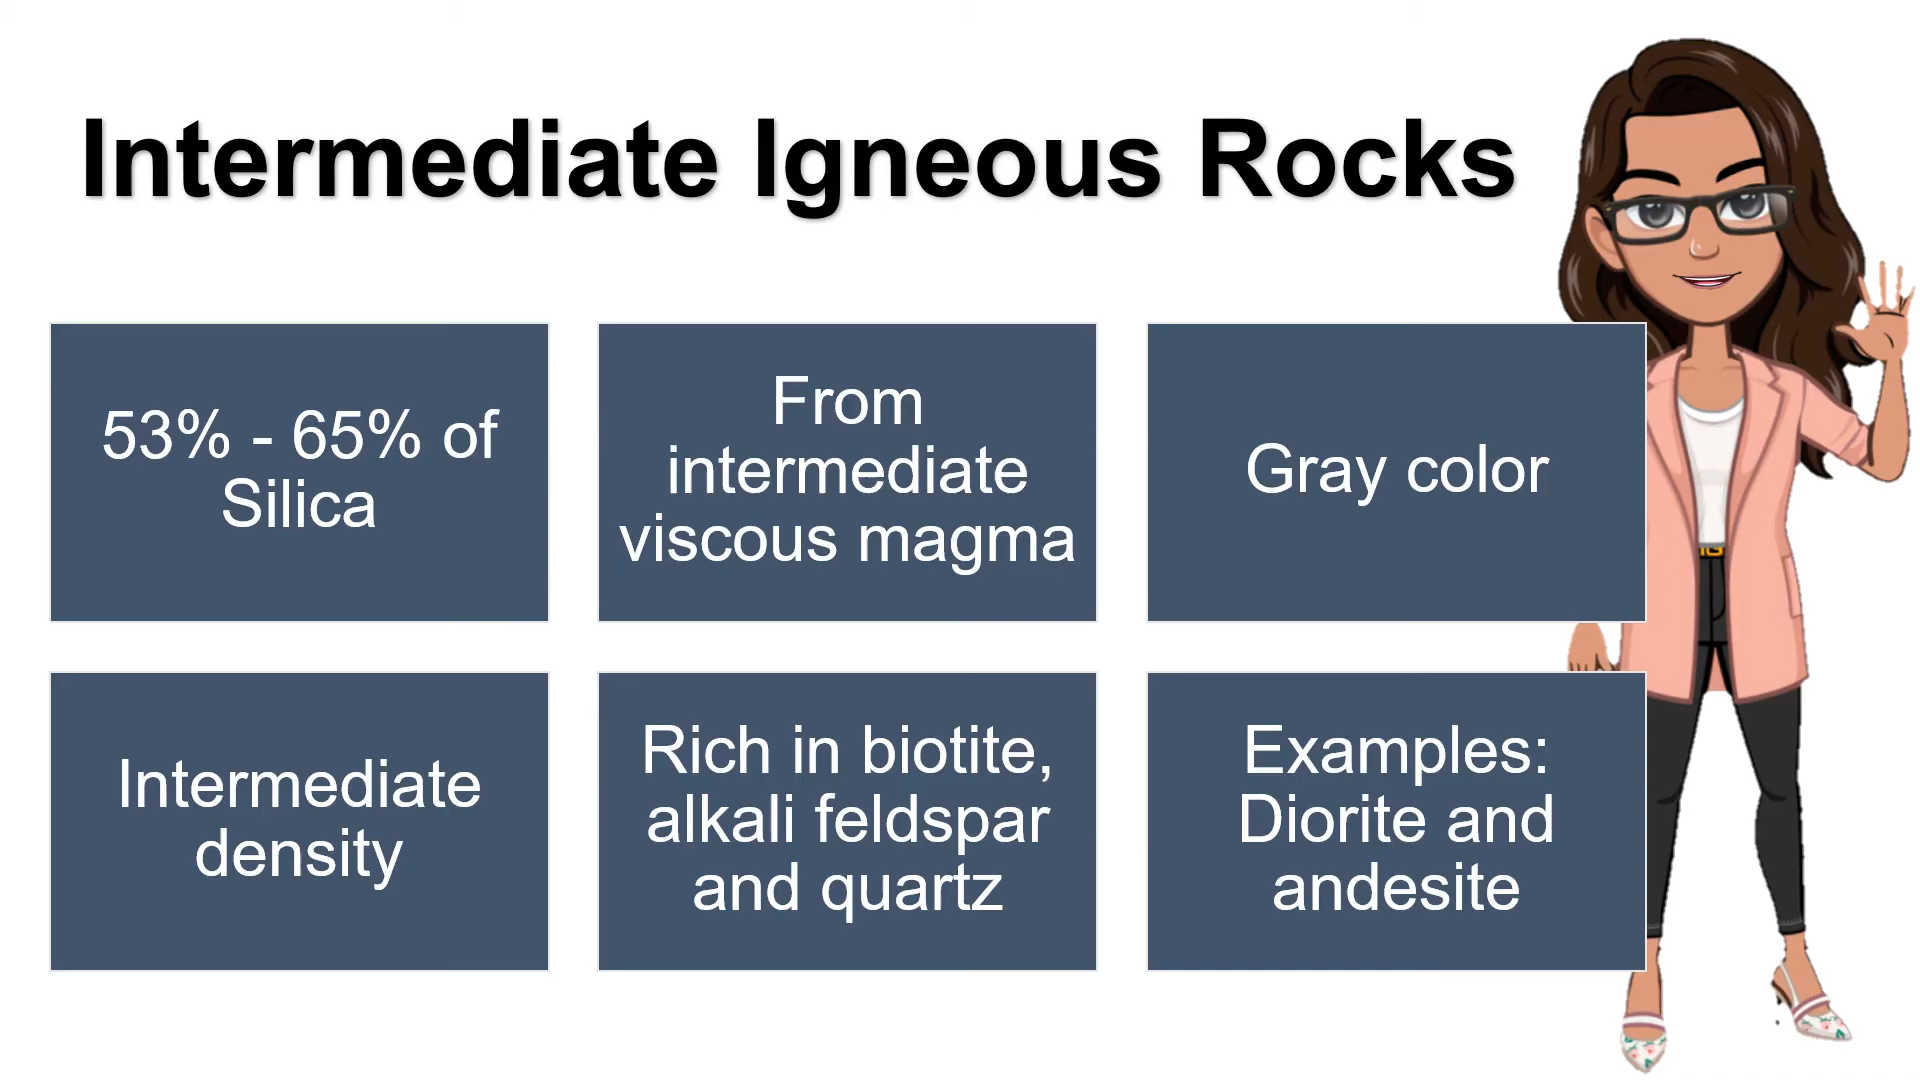 Intermediate Igneous Rocks
53% - 65% of
Silica
From
intermediate
viscous magma
Gray color
Intermediate
density
Rich in biotite,
alkali feldspar
and quartz
Examples:
Diorite and
andesite